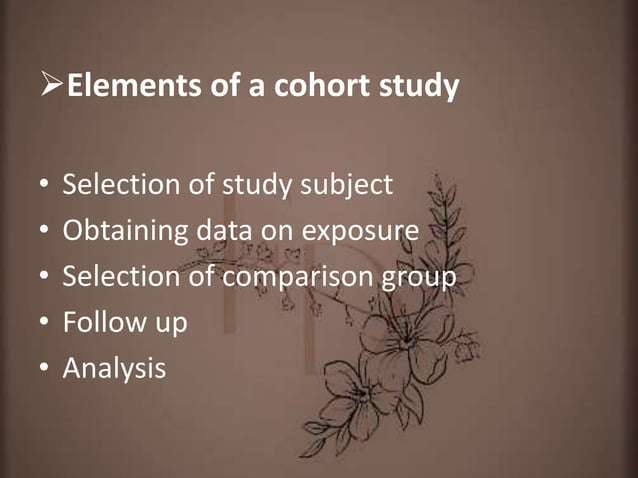 ➢Elements of a cohort study
• Selection of study subject
• Obtaining data on exposure
• Selection of comparison group
• Follow up
• Analysis